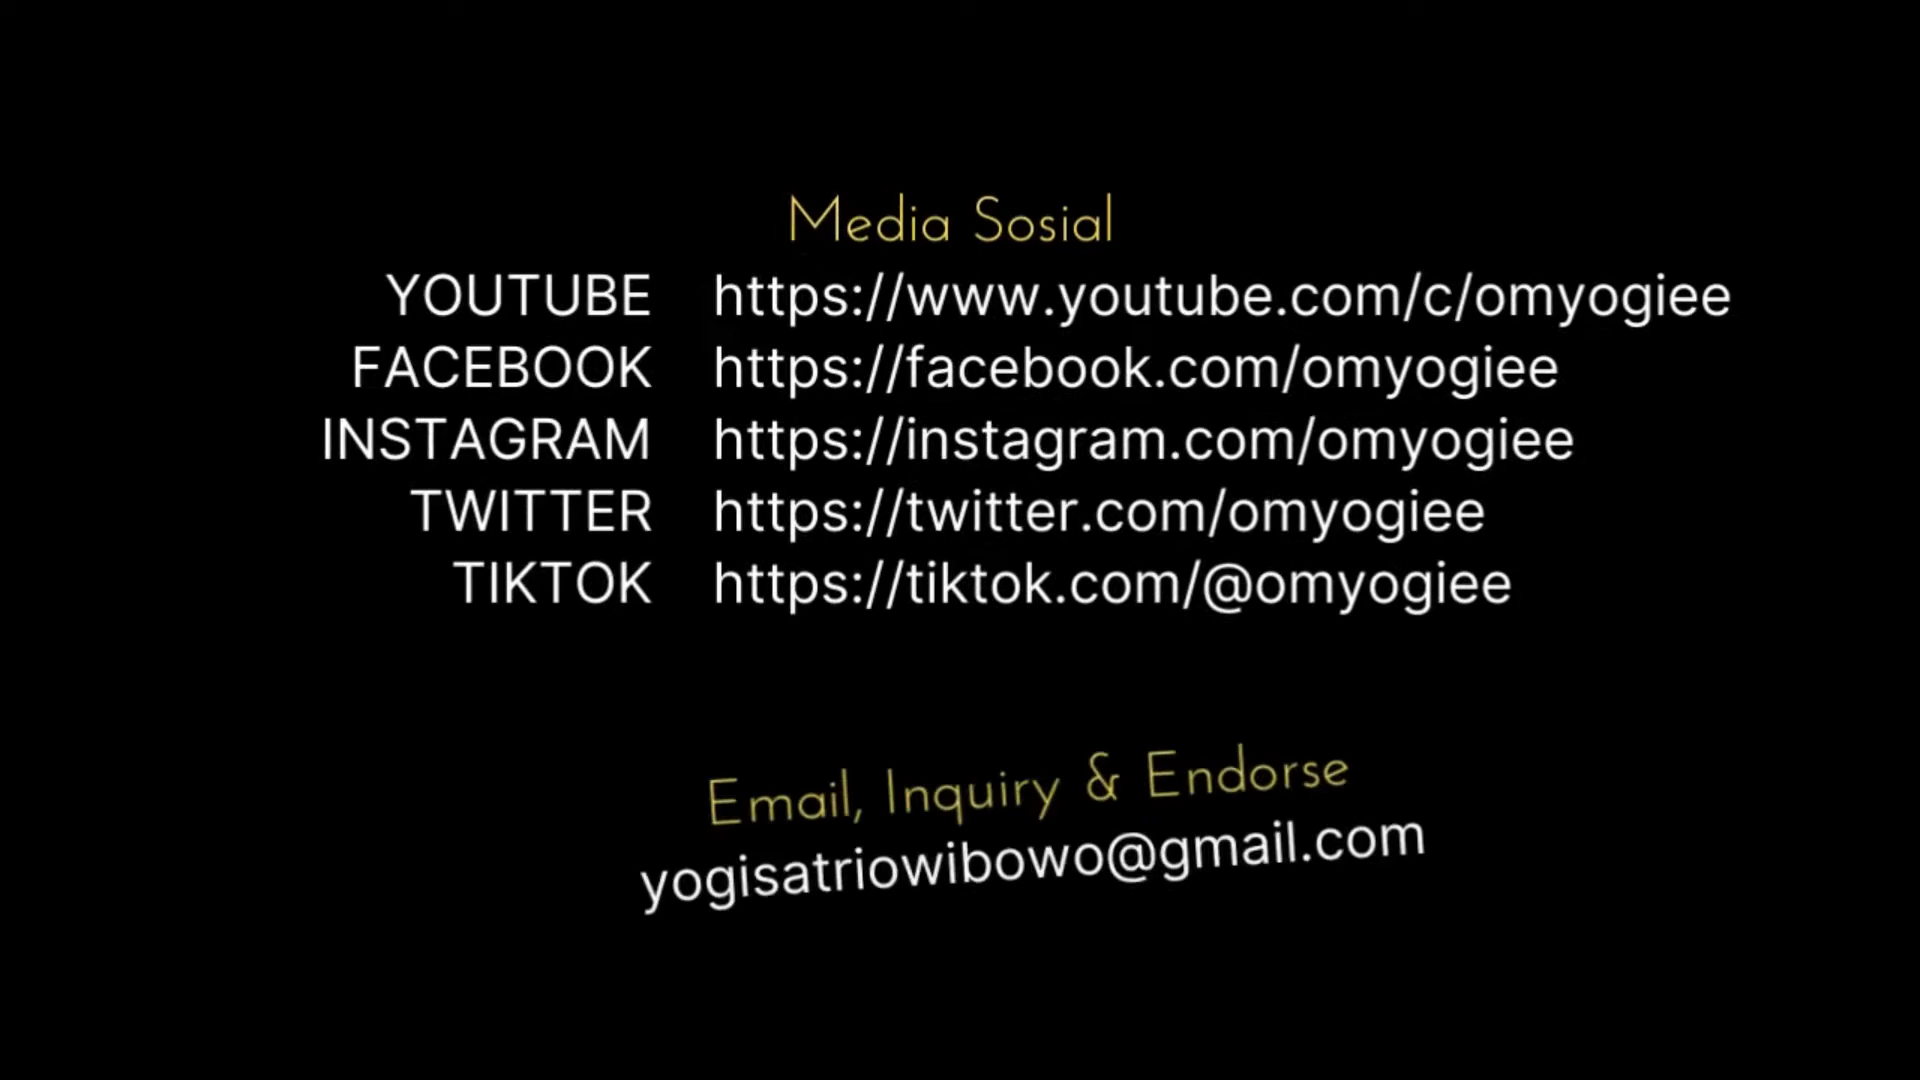 Media Sosial
YOUTUBE https://www.youtube.com/c/omyogiee
FACEBOOK https://facebook.com/omyogiee
INSTAGRAM https://instagram.com/omyogiee
TWITTER https://twitter.com/omyogiee
TIKTOK https://tiktok.com/@omyogiee
Email, Inquiry & Endorse
yogisatriowibowo@gmail.com